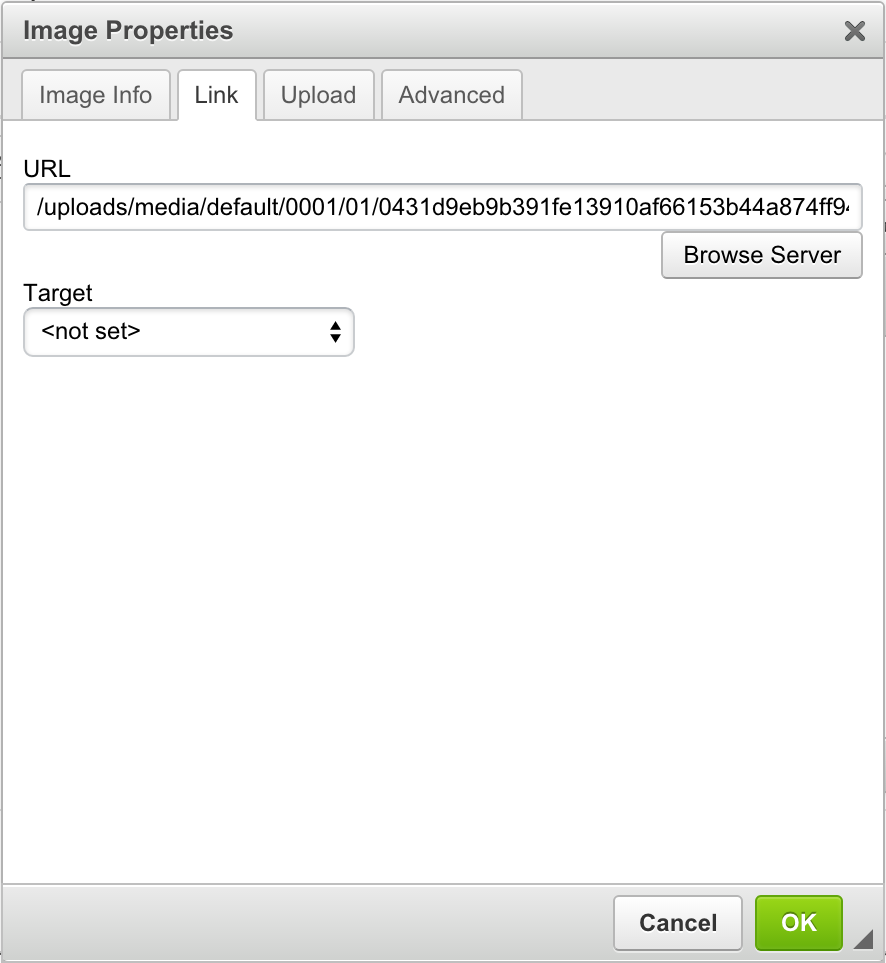 Image Properties
Image Info Link Upload Advanced
URL
/uploads/media/default/0001/01/0431d9eb9b391fe13910af66153b44a874ff94
Browse Server
Target
<not set>
Cancel OK